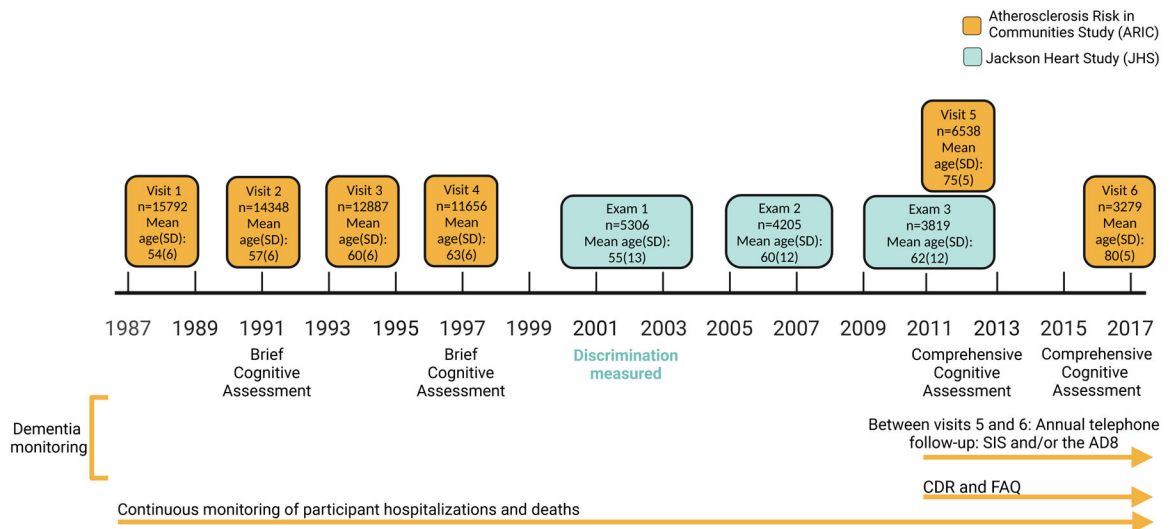 Atherosclerosis Risk in
Communities Study (ARIC)
Jackson Heart Study (JHS)
Visit 1
n=15792
Mean
age(SD):
54(6)
Visit 2
n=14348
Mean
age(SD):
57(6)
Visit 3
n=12887
Mean
age(SD):
60(6)
Visit 4
n=11656
Mean
age(SD):
63(6)
Exam 1
n=5306
Mean age(SD):
55(13)
Exam 2
n=4205
Mean age(SD):
60(12)
Visit 5
n=6538
Mean
age(SD):
75(5)
Exam 3
n=3819
Mean age(SD):
62(12)
Visit 6
n=3279
Mean
age(SD):
80(5)
1987 1989 1991 1993 1995 1997 1999 2001 2003 2005 2007 2009 2011 2013 2015 2017
Brief
Cognitive
Assessment
Brief
Cognitive
Assessment
Discrimination
measured
Comprehensive
Cognitive
Assessment
Comprehensive
Cognitive
Assessment
Dementia
monitoring
Between visits 5 and 6: Annual telephone
follow-up: SIS and/or the AD8
CDR and FAQ
Continuous monitoring of participant hospitalizations and deaths